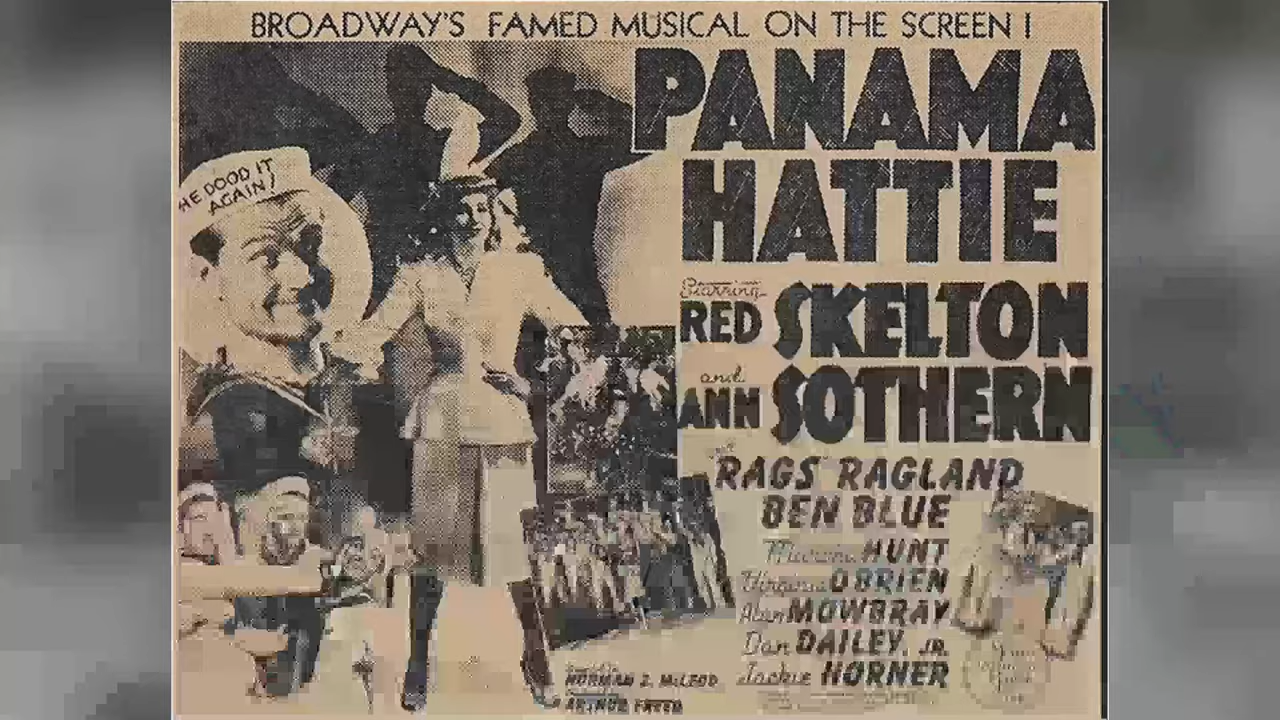 BROADWAY'S FAMED MUSICAL ON THE SCREEN!
PANAMA
HATTIE
HE DOOD IT
AGAIN!
Starring
RED SKELTON
and
ANN SOTHERN
RAGS RAGLAND
BEN BLUE
HUNT
Virginia O'BRIEN
Alan MOWBRAY
Dan DAILEY, JR.
Jackie HORNER
NORMAN Z. McLEOD
ARTHUR FREED